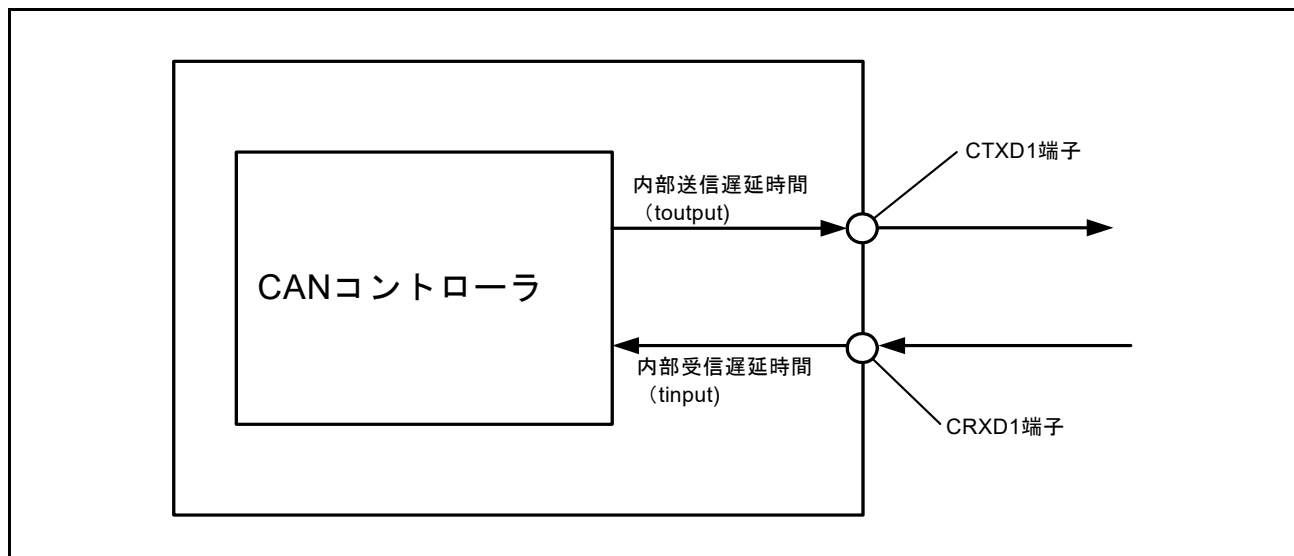 CTXD1端子
内部送信遅延時間
（toutput)
CANコントローラ
内部受信遅延時間
（tinput)
CRXD1端子